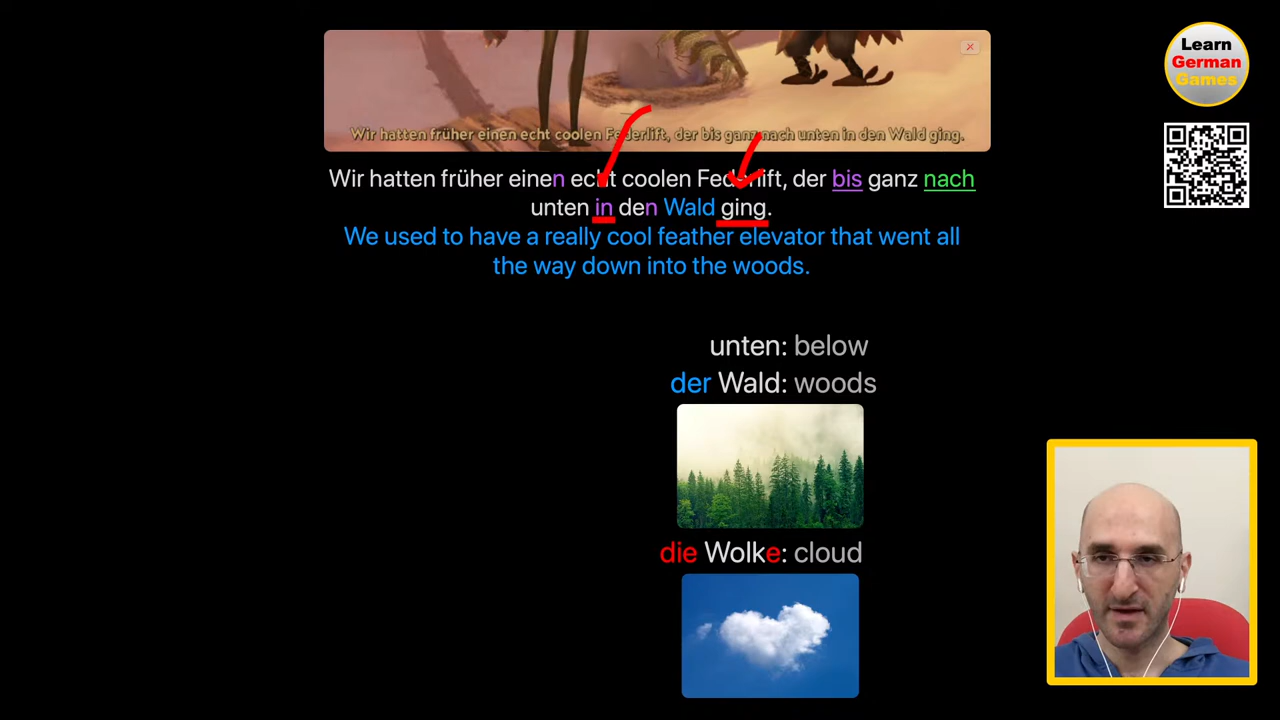 Learn
German
Games
Wir hatten früher einen echt coolen Federlift, der bis ganz nach unten in den Wald ging.
Wir hatten früher einen echt coolen Federlift, der bis ganz nach
unten in den Wald ging.
We used to have a really cool feather elevator that went all
the way down into the woods.
unten: below
der Wald: woods
die Wolke: cloud